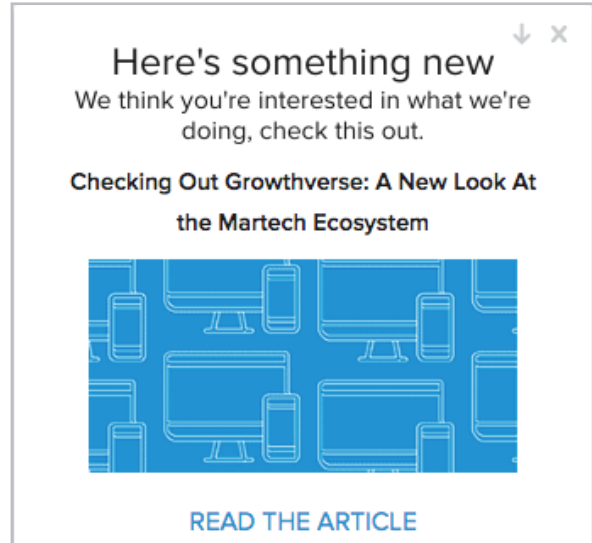 Here's something new
We think you're interested in what we're
doing, check this out.
Checking Out Growthverse: A New Look At
the Martech Ecosystem
READ THE ARTICLE